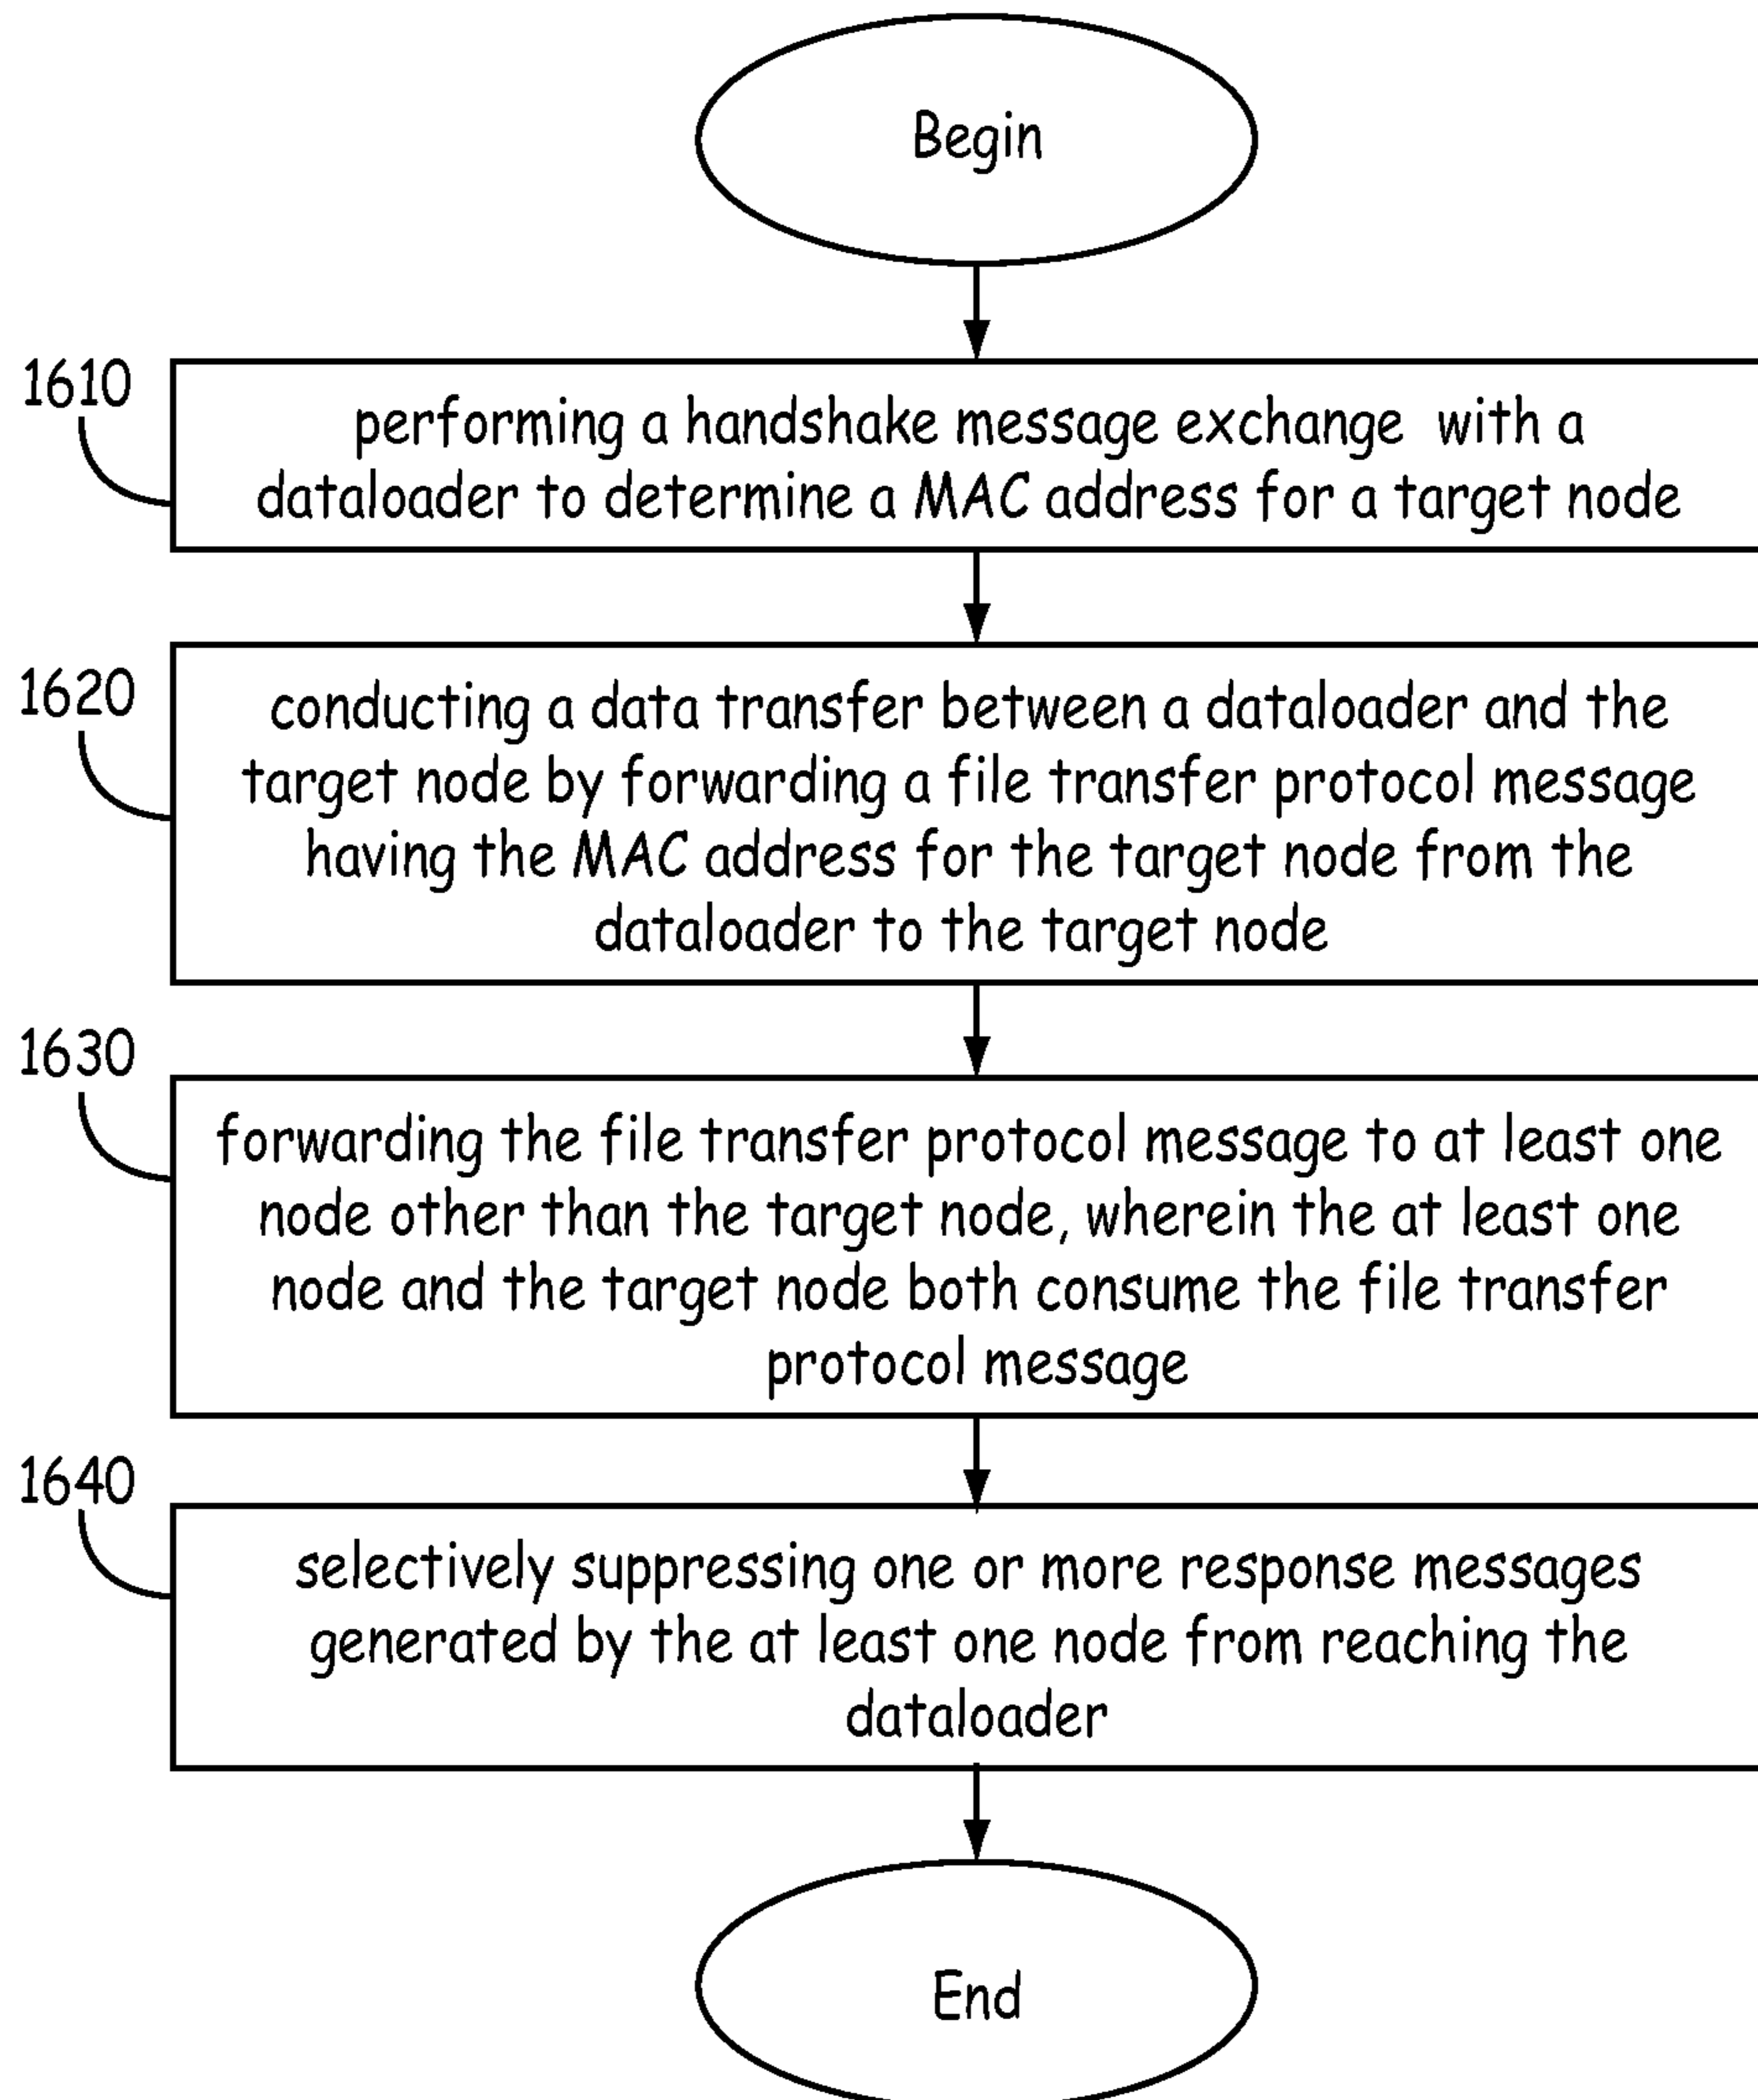 Begin
1610
performing a handshake message exchange with a
dataloader to determine a MAC address for a target node
1620
conducting a data transfer between a dataloader and the
target node by forwarding a file transfer protocol message
having the MAC address for the target node from the
dataloader to the target node
1630
forwarding the file transfer protocol message to at least one
node other than the target node, wherein the at least one
node and the target node both consume the file transfer
protocol message
1640
selectively suppressing one or more response messages
generated by the at least one node from reaching the
dataloader
End